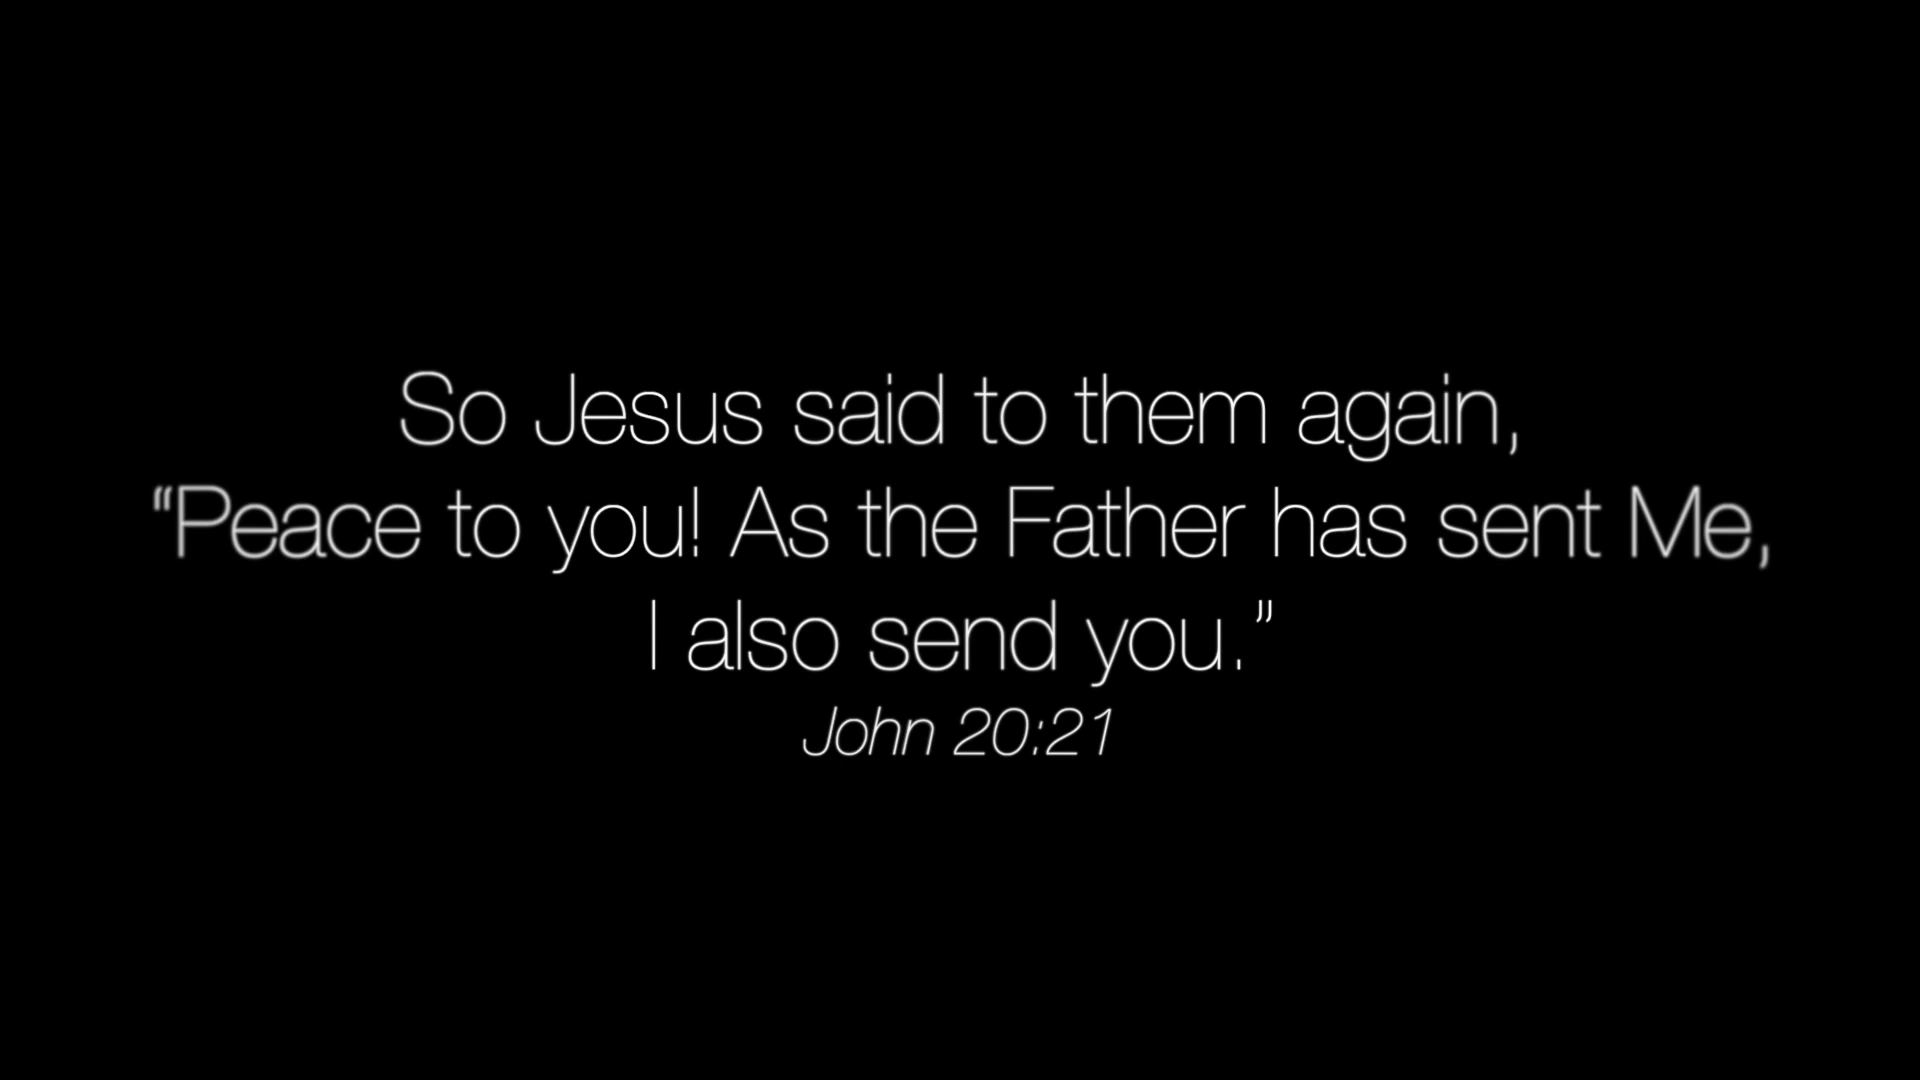 So Jesus said to them again,
“Peace to you! As the Father has sent Me,
I also send you.”
John 20:21